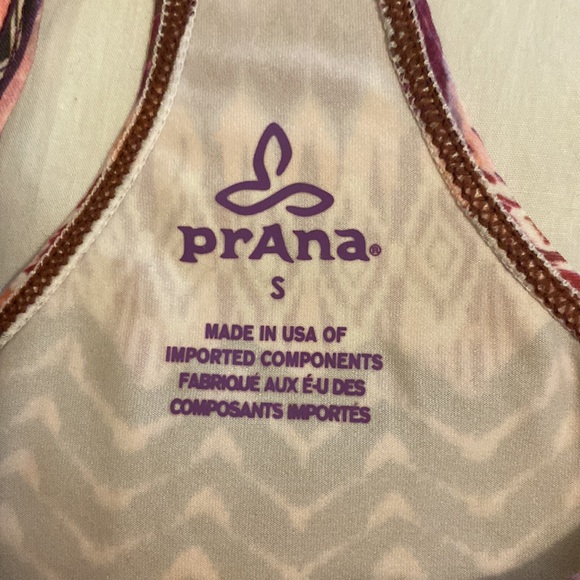 prAna®
S
MADE IN USA OF
IMPORTED COMPONENTS
FABRIQUÉ AUX É-U DES
COMPOSANTS IMPORTÉS